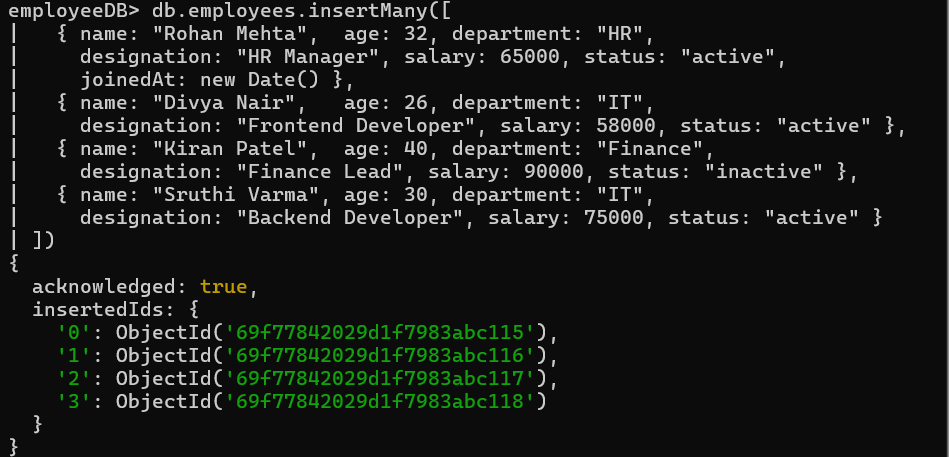 employeeDB> db.employees.insertMany([
|   { name: "Rohan Mehta",  age: 32, department: "HR",
|     designation: "HR Manager", salary: 65000, status: "active",
|     joinedAt: new Date() },
|   { name: "Divya Nair",   age: 26, department: "IT",
|     designation: "Frontend Developer", salary: 58000, status: "active" },
|   { name: "Kiran Patel",  age: 40, department: "Finance",
|     designation: "Finance Lead", salary: 90000, status: "inactive" },
|   { name: "Sruthi Varma", age: 30, department: "IT",
|     designation: "Backend Developer", salary: 75000, status: "active" }
| ])
{
  acknowledged: true,
  insertedIds: {
    '0': ObjectId('69f77842029d1f7983abc115'),
    '1': ObjectId('69f77842029d1f7983abc116'),
    '2': ObjectId('69f77842029d1f7983abc117'),
    '3': ObjectId('69f77842029d1f7983abc118')
  }
}